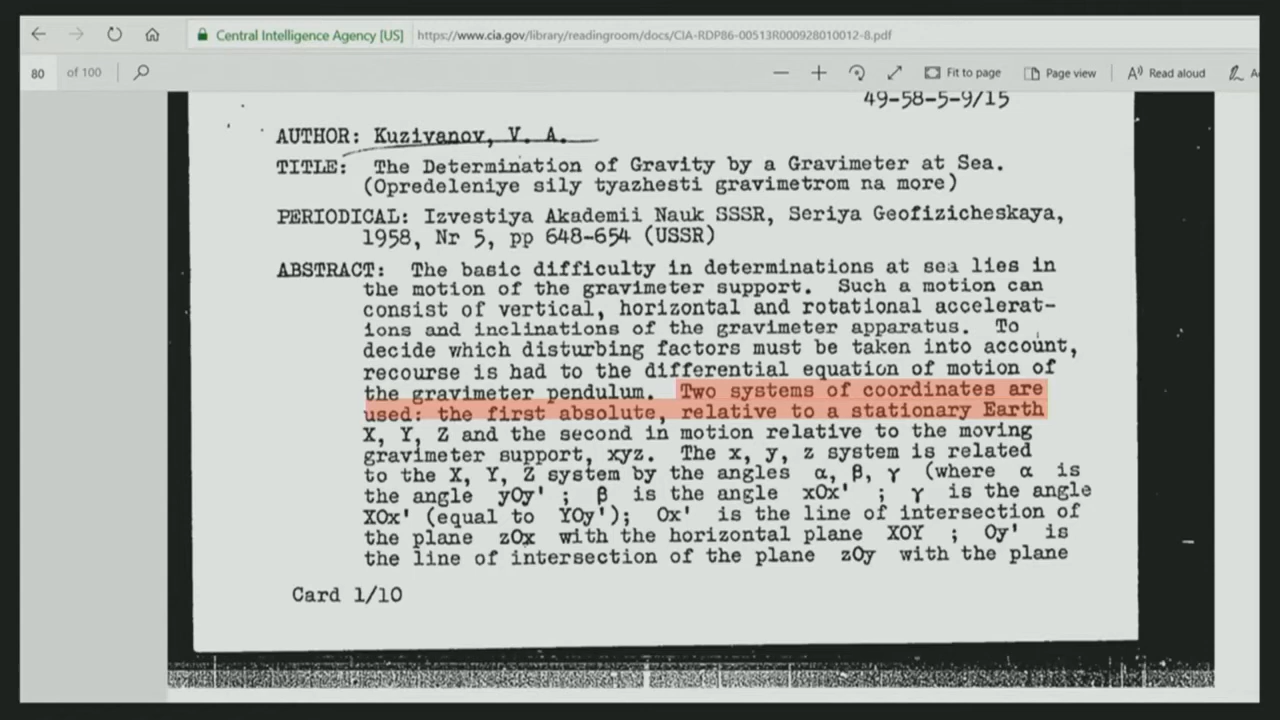 Central Intelligence Agency [US] https://www.cia.gov/library/readingroom/docs/CIA-RDP86-00513R000928010012-8.pdf
80 of 100 Fit to page Page view Read aloud
49-58-5-9/15
AUTHOR: Kuzivanov, V. A.
TITLE: The Determination of Gravity by a Gravimeter at Sea.
(Opredeleniye sily tyazhesti gravimetrom na more)
PERIODICAL: Izvestiya Akademii Nauk SSSR, Seriya Geofizicheskaya,
1958, Nr 5, pp 648-654 (USSR)
ABSTRACT: The basic difficulty in determinations at sea lies in
the motion of the gravimeter support. Such a motion can
consist of vertical, horizontal and rotational accelerat-
ions and inclinations of the gravimeter apparatus. To
decide which disturbing factors must be taken into account,
recourse is had to the differential equation of motion of
the gravimeter pendulum. Two systems of coordinates are
used: the first absolute, relative to a stationary Earth
X, Y, Z and the second in motion relative to the moving
gravimeter support, xyz. The x, y, z system is related
to the X, Y, Z system by the angles α, β, γ (where α is
the angle yOy' ; β is the angle xOx' ; γ is the angle
XOx' (equal to YOy'); Ox' is the line of intersection of
the plane zOx with the horizontal plane XOY ; Oy' is
the line of intersection of the plane zOy with the plane
Card 1/10